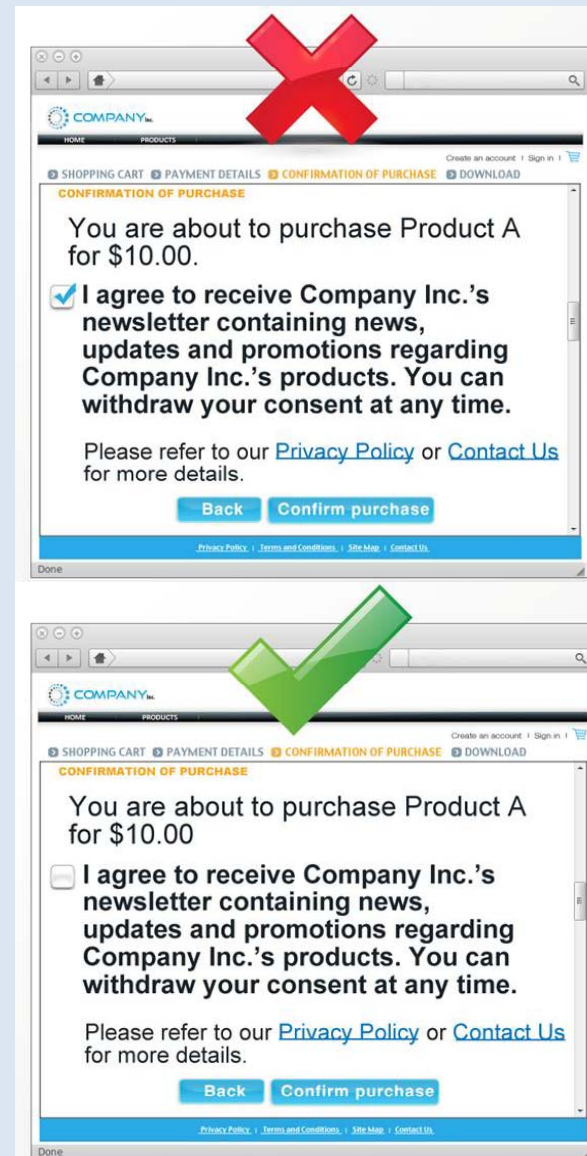 COMPANY Inc.
HOME PRODUCTS
Create an account | Sign in |
SHOPPING CART PAYMENT DETAILS CONFIRMATION OF PURCHASE DOWNLOAD
CONFIRMATION OF PURCHASE
You are about to purchase Product A
for $10.00.
I agree to receive Company Inc.'s
newsletter containing news,
updates and promotions regarding
Company Inc.'s products. You can
withdraw your consent at any time.
Please refer to our Privacy Policy or Contact Us
for more details.
Back Confirm purchase
Privacy Policy | Terms and Conditions | Site Map | Contact Us
Done
COMPANY Inc.
HOME PRODUCTS
Create an account | Sign in |
SHOPPING CART PAYMENT DETAILS CONFIRMATION OF PURCHASE DOWNLOAD
CONFIRMATION OF PURCHASE
You are about to purchase Product A
for $10.00
I agree to receive Company Inc.'s
newsletter containing news,
updates and promotions regarding
Company Inc.'s products. You can
withdraw your consent at any time.
Please refer to our Privacy Policy or Contact Us
for more details.
Back Confirm purchase
Privacy Policy | Terms and Conditions | Site Map | Contact Us
Done